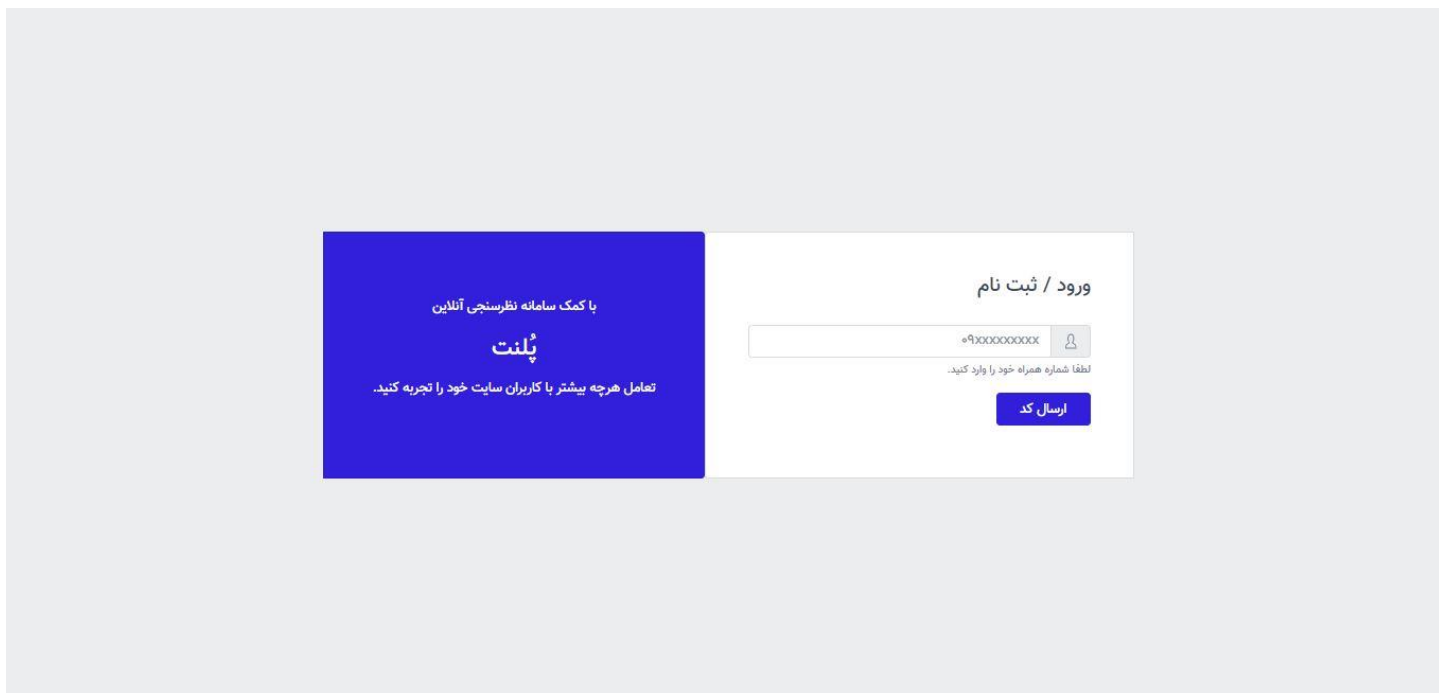 ورود / ثبت نام
۰۹xxxxxxxxx
لطفا شماره همراه خود را وارد کنید.
ارسال کد
با کمک سامانه نظرسنجی آنلاین
پُلنت
تعامل هرچه بیشتر با کاربران سایت خود را تجربه کنید.